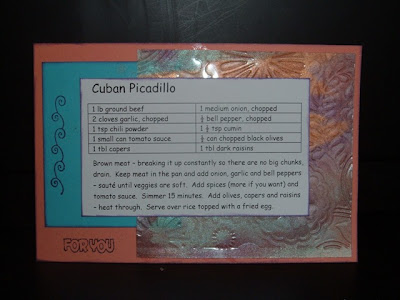 Cuban Picadillo
1 lb ground beef 1 medium onion, chopped
2 cloves garlic, chopped ½ bell pepper, chopped
1 tsp chili powder 1 ½ tsp cumin
1 small can tomato sauce ½ can chopped black olives
1 tbl capers 1 tbl dark raisins
Brown meat – breaking it up constantly so there are no big chunks,
drain. Keep meat in the pan and add onion, garlic and bell peppers
– sauté until veggies are soft. Add spices (more if you want) and
tomato sauce. Simmer 15 minutes. Add olives, capers and raisins
– heat through. Serve over rice topped with a fried egg.
FOR YOU